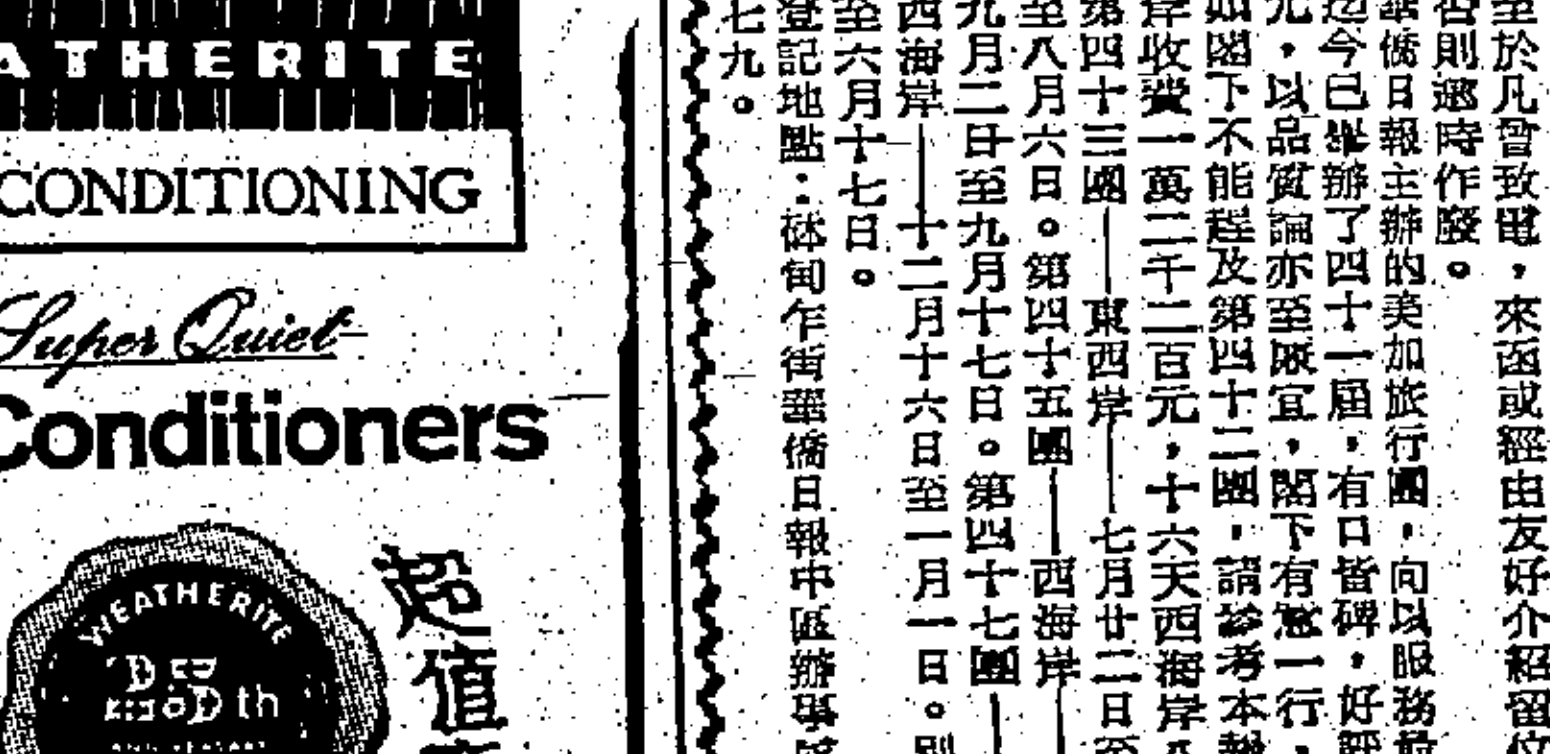 ATHERITE
CONDITIONING
Super Quiet
Conditioners
WEATHERITE
th
超值
至於凡曾致電，來函或經由友好介紹留位
否則逾時作廢。
華僑日報主辦的美加旅行團，向以服務
迄今已舉辦了四十一屆，有口皆碑，好評
元，以品質論亦至廉宜，閣下有意一行，
如閣下不能趕及第四十二團，請參考本報
岸收費一萬二千二百元，十六天西海岸
第四十三團——東西岸——七月廿二日至
至八月六日。第四十五團——西海岸—
九月二日至九月十七日。第四十七團—
西海岸——十二月十六日至一月一日。
至六月十七日。
登記地點：砵甸乍街華僑日報中區辦事
七九。